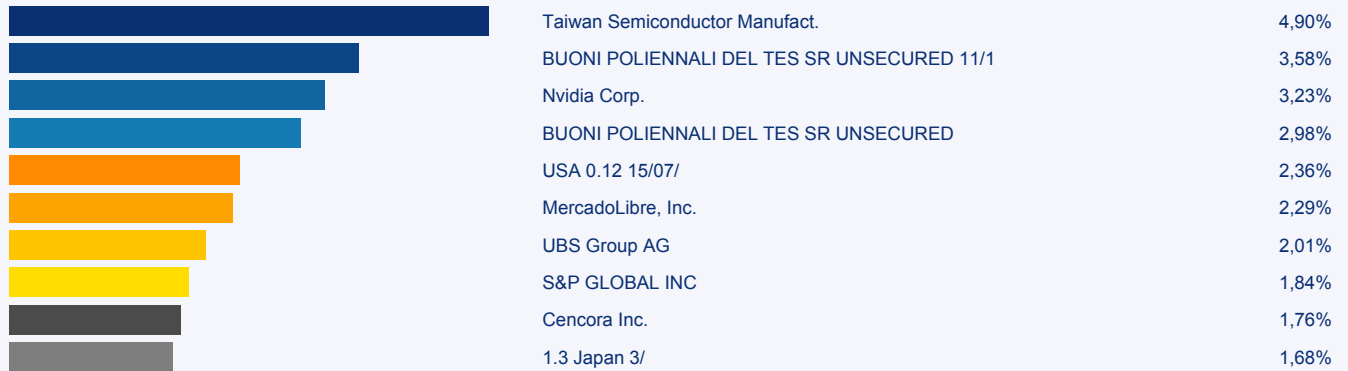 Taiwan Semiconductor Manufact. 4,90%
BUONI POLIENNALI DEL TES SR UNSECURED 11/1 3,58%
Nvidia Corp. 3,23%
BUONI POLIENNALI DEL TES SR UNSECURED 2,98%
USA 0.12 15/07/ 2,36%
MercadoLibre, Inc. 2,29%
UBS Group AG 2,01%
S&P GLOBAL INC 1,84%
Cencora Inc. 1,76%
1.3 Japan 3/ 1,68%